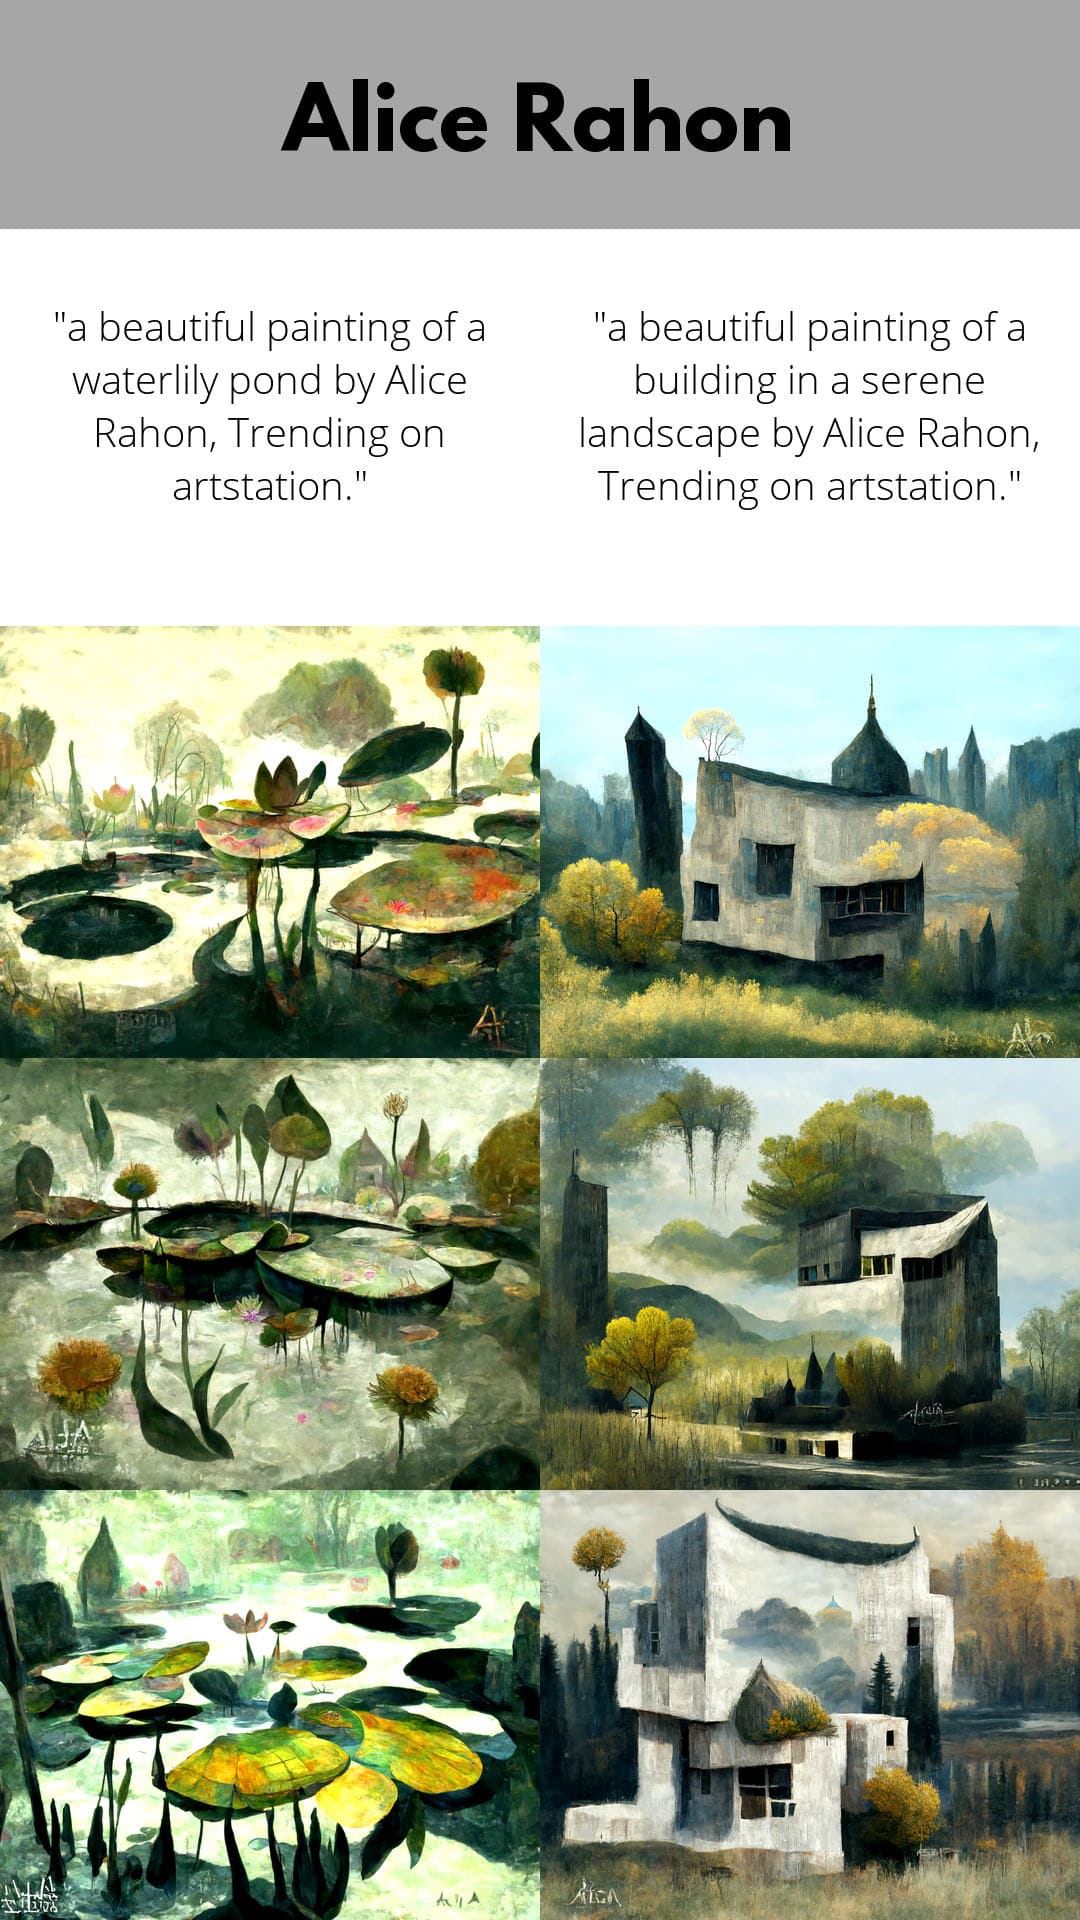 Alice Rahon
"a beautiful painting of a
waterlily pond by Alice
Rahon, Trending on
artstation."
"a beautiful painting of a
building in a serene
landscape by Alice Rahon,
Trending on artstation."